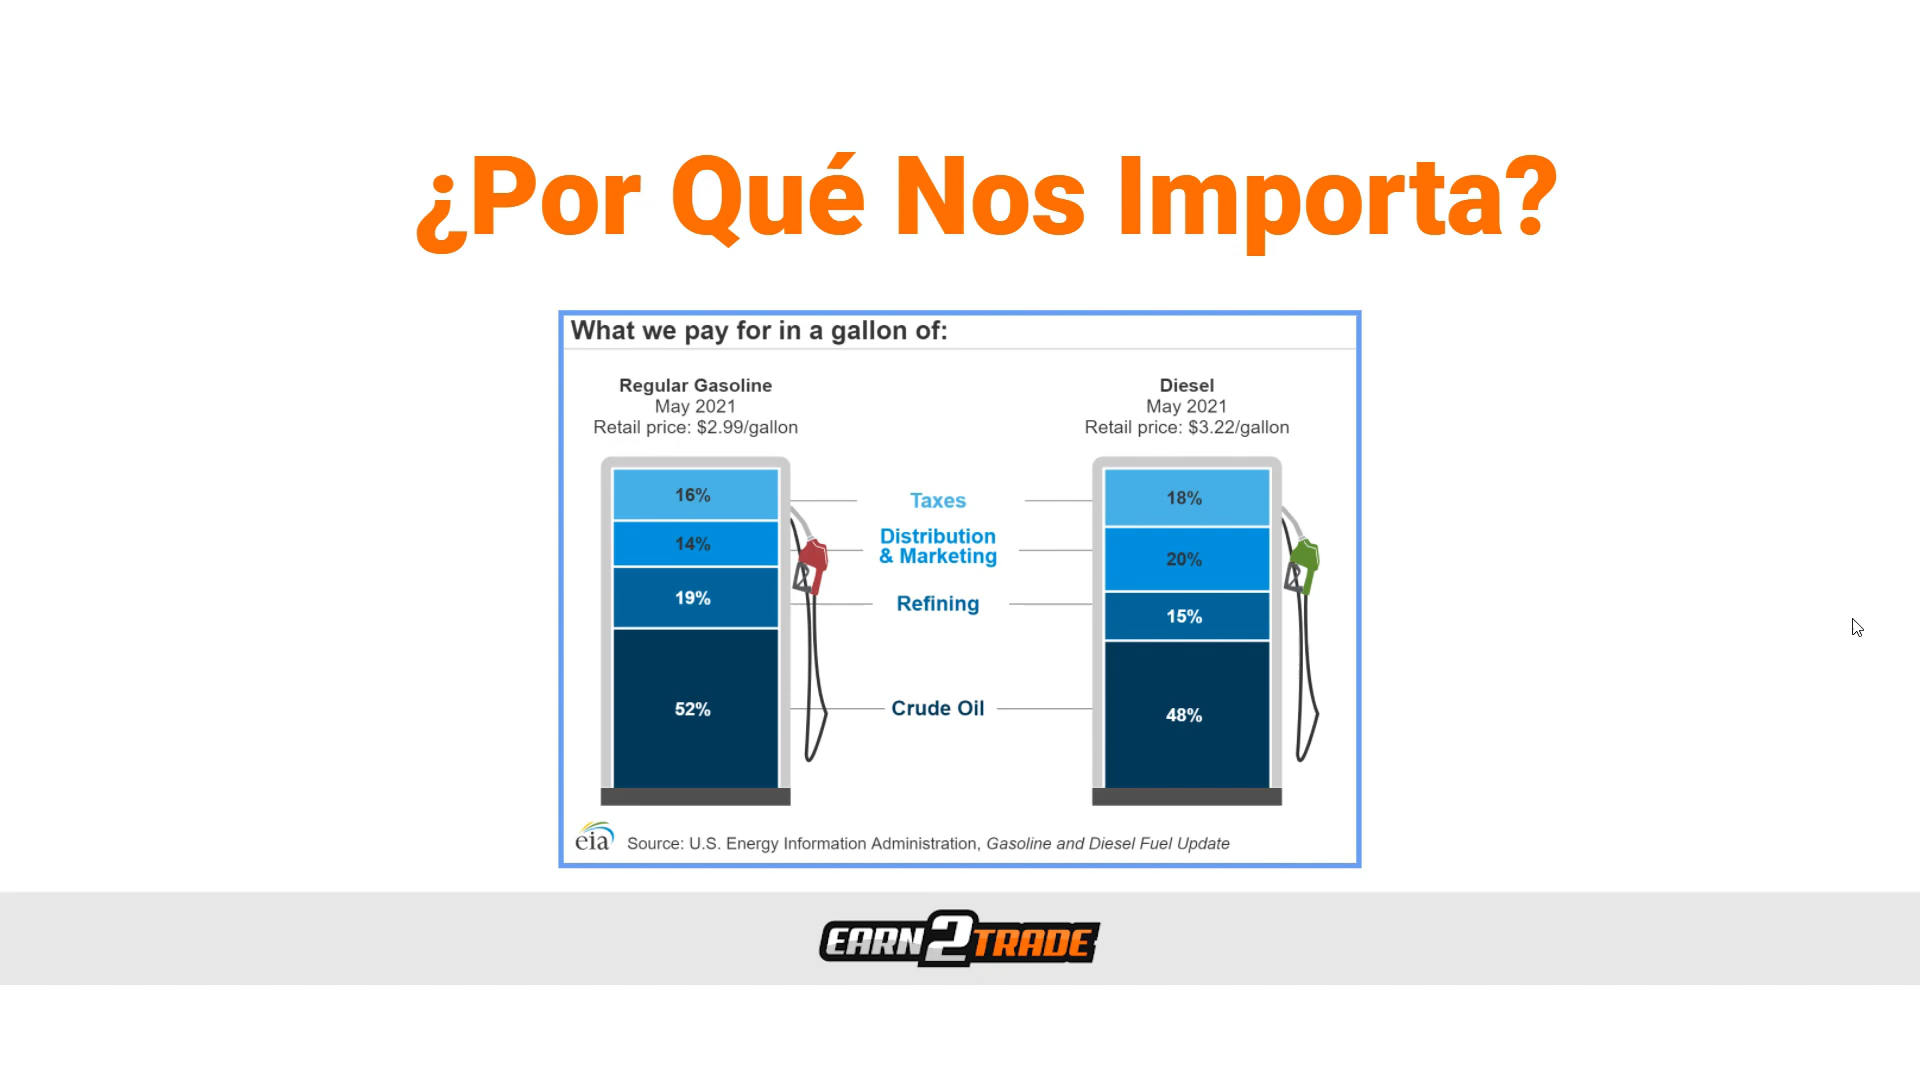 ¿Por Qué Nos Importa?
What we pay for in a gallon of:
Regular Gasoline
May 2021
Retail price: $2.99/gallon
Diesel
May 2021
Retail price: $3.22/gallon
16%
Taxes
18%
14%
Distribution
& Marketing
20%
19%
Refining
15%
52%
Crude Oil
48%
eia
Source: U.S. Energy Information Administration, Gasoline and Diesel Fuel Update
EARN2TRADE